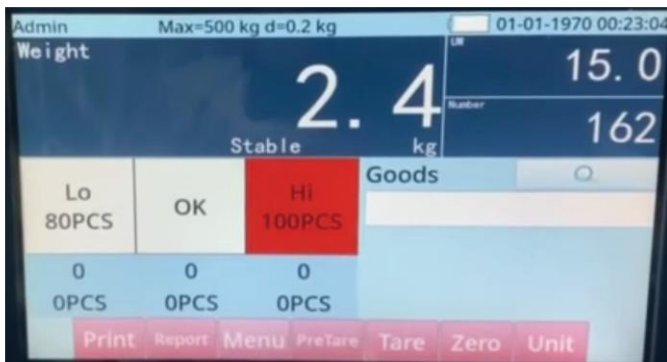 Admin Max=500 kg d=0.2 kg 01-01-1970 00:23:04
Weight
UW
15. 0
2. 4
Number
162
Stable kg
Lo
80PCS
OK
Hi
100PCS
Goods
0 0 0
0PCS 0PCS 0PCS
Print Report Menu PreTare Tare Zero Unit